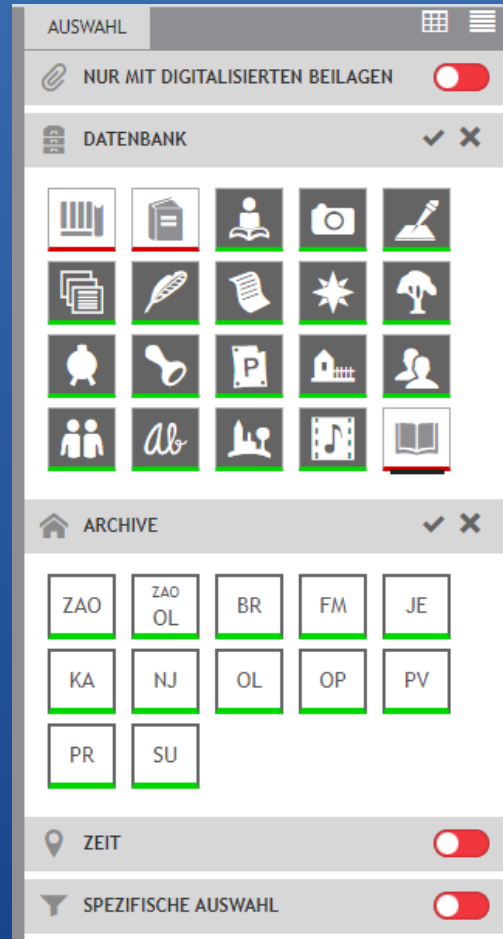 AUSWAHL
NUR MIT DIGITALISIERTEN BEILAGEN
DATENBANK
P
Ab
ARCHIVE
ZAO ZAO OL BR FM JE
KA NJ OL OP PV
PR SU
ZEIT
SPEZIFISCHE AUSWAHL